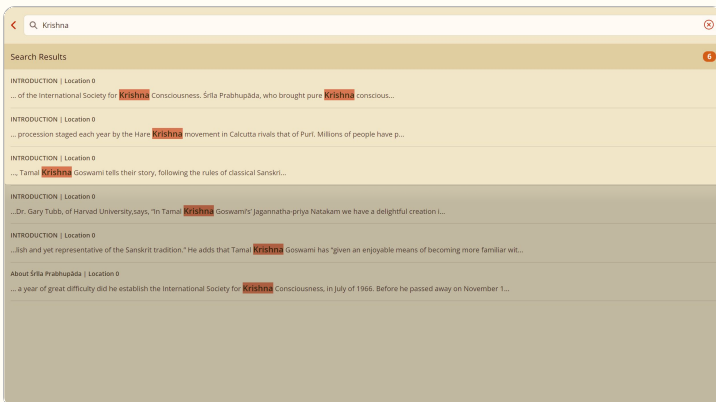 Krishna
Search Results
6
INTRODUCTION | Location 0
... of the International Society for Krishna Consciousness. Śrīla Prabhupāda, who brought pure Krishna conscious...
INTRODUCTION | Location 0
... procession staged each year by the Hare Krishna movement in Calcutta rivals that of Puri. Millions of people have p...
INTRODUCTION | Location 0
..., Tamal Krishna Goswami tells their story, following the rules of classical Sanskri...
INTRODUCTION | Location 0
...Dr. Gary Tubb, of Harvad University,says, "In Tamal Krishna Goswami's' Jagannatha-priya Natakam we have a delightful creation i...
INTRODUCTION | Location 0
...lish and yet representative of the Sanskrit tradition." He adds that Tamal Krishna Goswami has "given an enjoyable means of becoming more familiar wit...
About Śrīla Prabhupāda | Location 0
... a year of great difficulty did he establish the International Society for Krishna Consciousness, in July of 1966. Before he passed away on November 1...